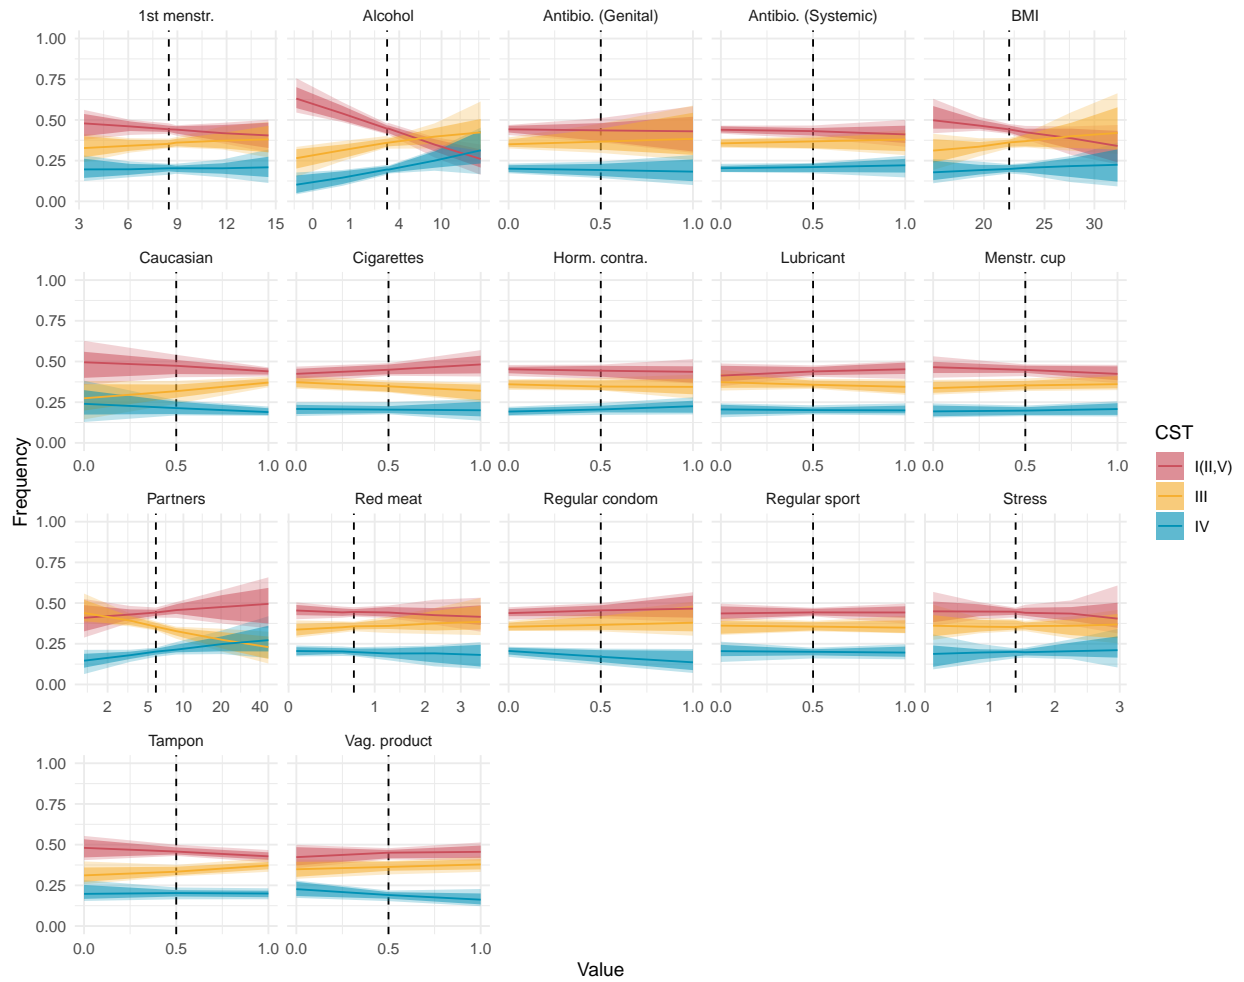 1st menstr. Alcohol Antibio. (Genital) Antibio. (Systemic) BMI
1.00
0.75
0.50
0.25
0.00
3 6 9 12 15 0 1 4 10 0.0 0.5 1.0 0.0 0.5 1.0 20 25 30
Caucasian Cigarettes Horm. contra. Lubricant Menstr. cup
1.00
0.75
0.50
0.25
0.00
0.0 0.5 1.0 0.0 0.5 1.0 0.0 0.5 1.0 0.0 0.5 1.0 0.0 0.5 1.0
Partners Red meat Regular condom Regular sport Stress
1.00
0.75
0.50
0.25
0.00
2 5 10 20 40 0 1 2 3 0.0 0.5 1.0 0.0 0.5 1.0 0 1 2 3
Tampon Vag. product
1.00
0.75
0.50
0.25
0.00
0.0 0.5 1.0 0.0 0.5 1.0
Frequency
Value
CST
I(II,V)
III
IV